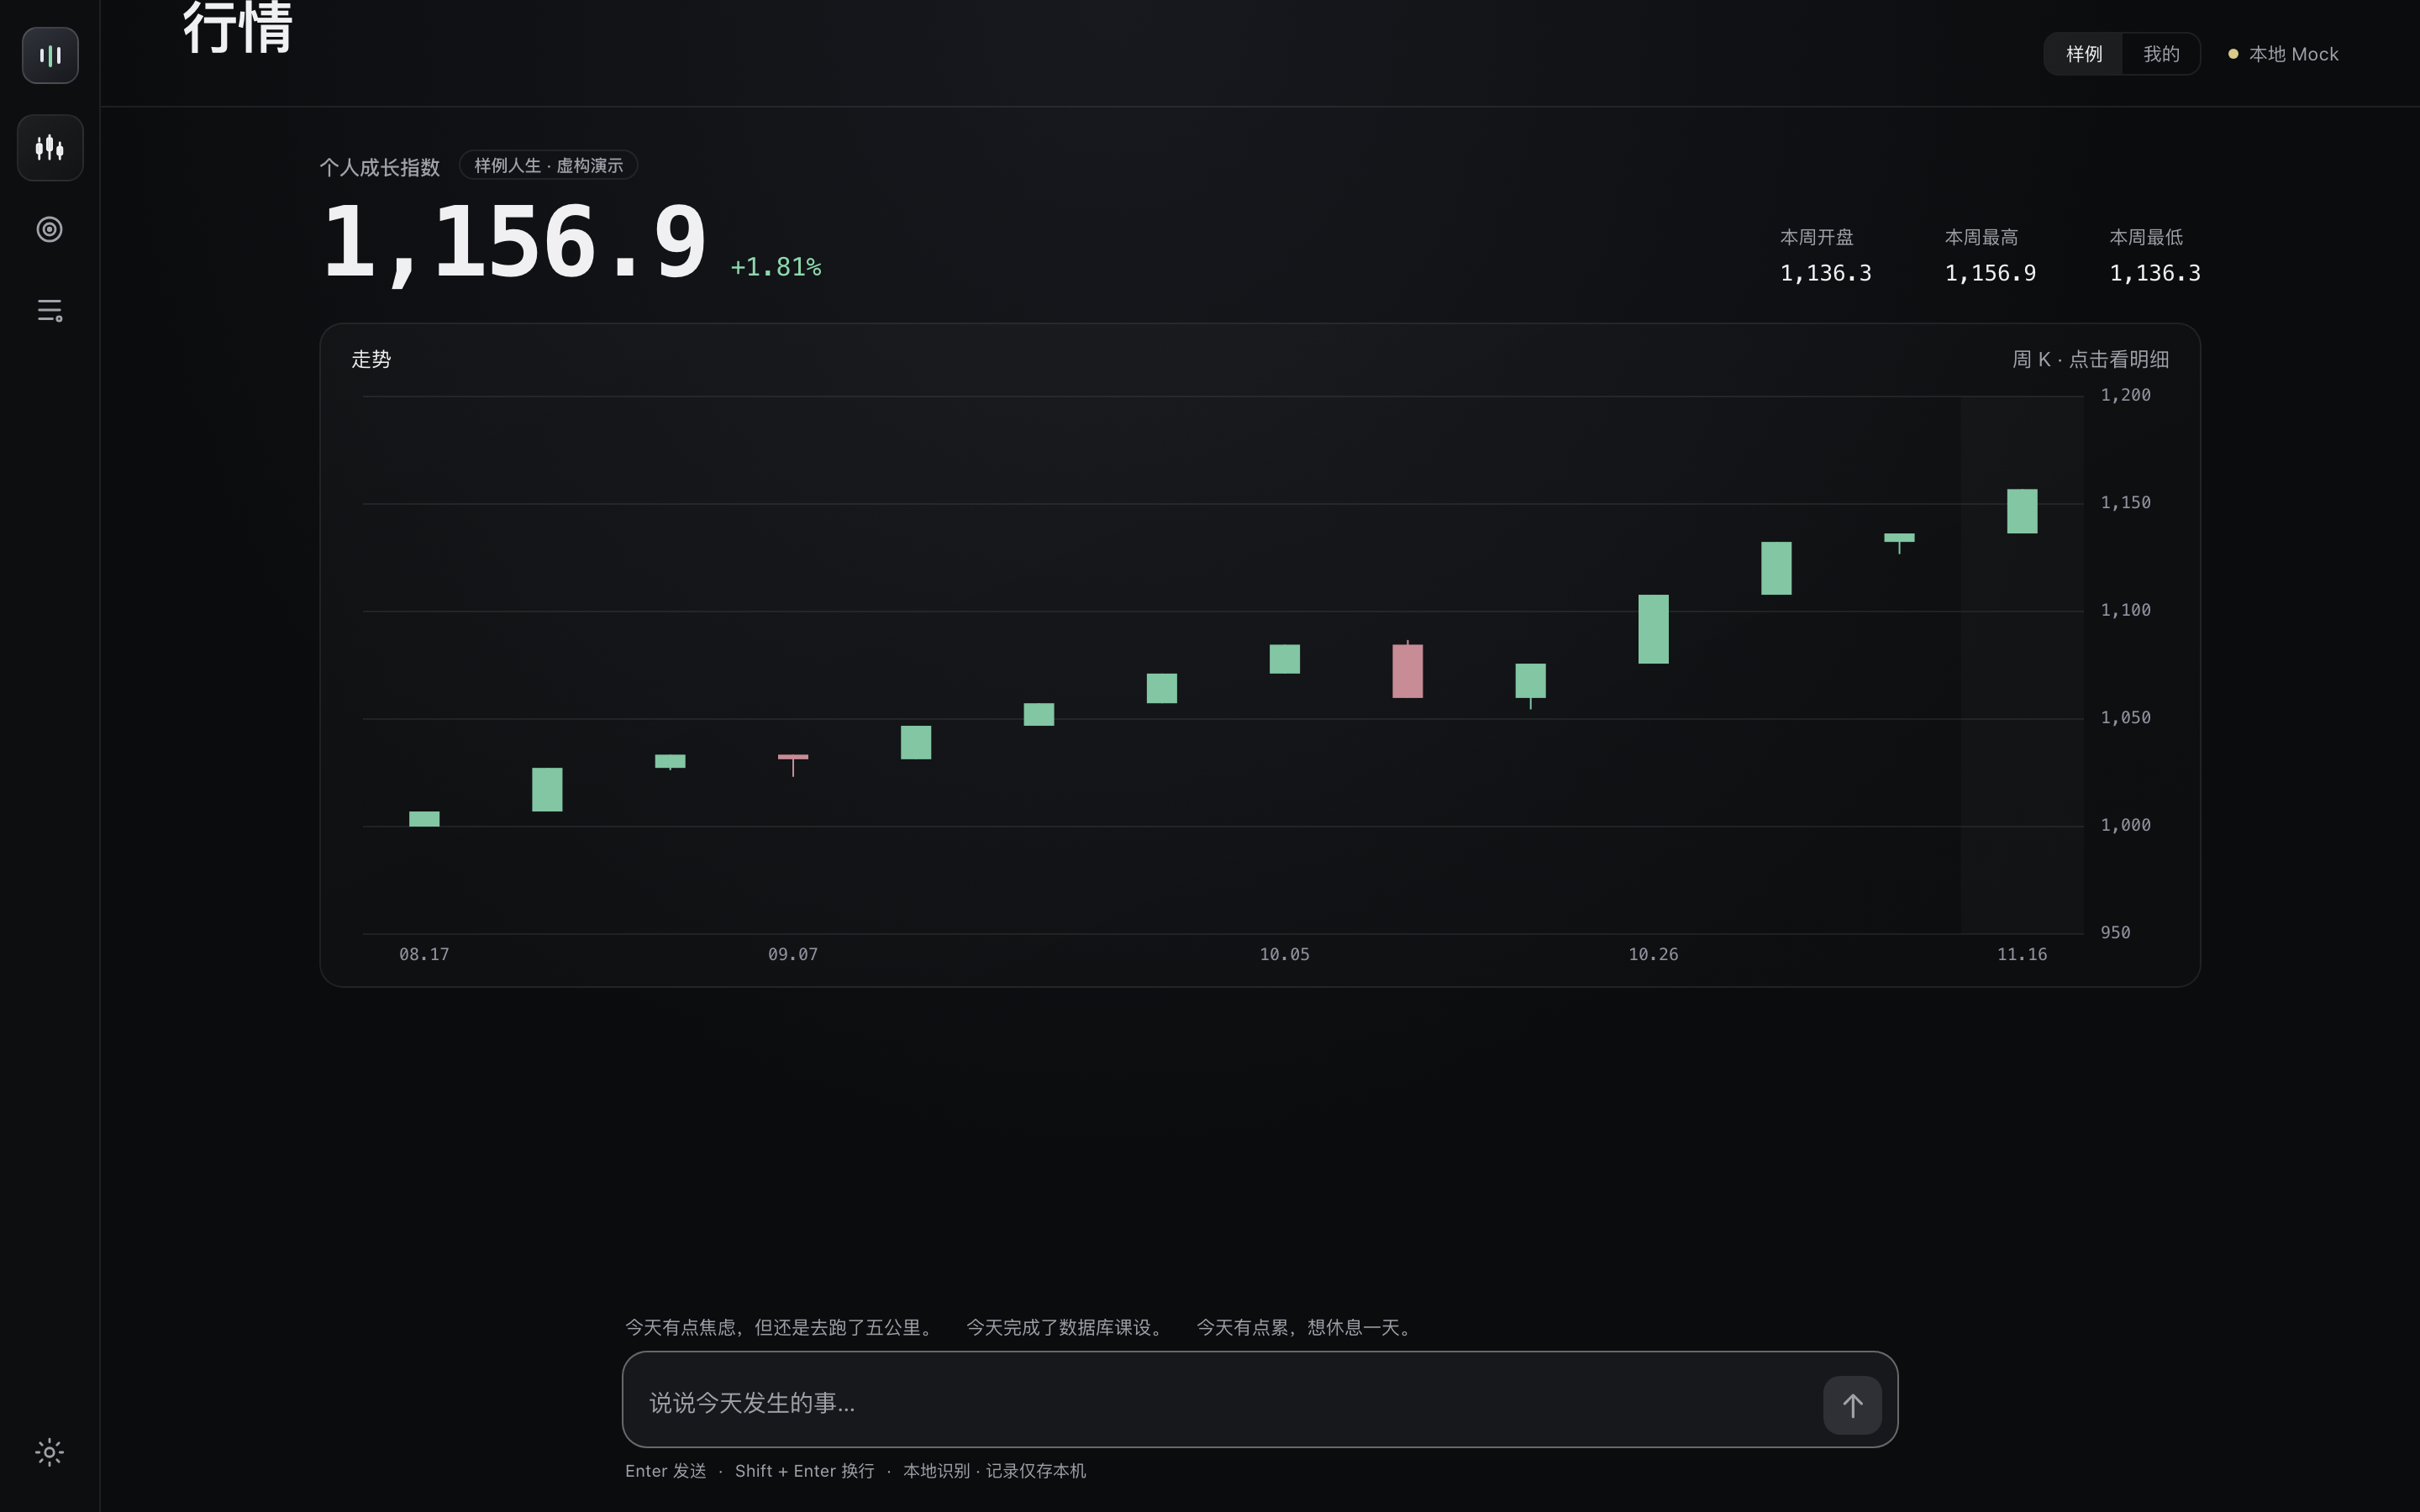 行情
样例 我的 本地 Mock
个人成长指数 样例人生 · 虚构演示
1,156.9 +1.81%
本周开盘 本周最高 本周最低
1,136.3 1,156.9 1,136.3
走势 周 K · 点击看明细
1,200
1,150
1,100
1,050
1,000
950
08.17 09.07 10.05 10.26 11.16
今天有点焦虑，但还是去跑了五公里。 今天完成了数据库课设。 今天有点累，想休息一天。
说说今天发生的事...
Enter 发送 · Shift + Enter 换行 · 本地识别 · 记录仅存本机